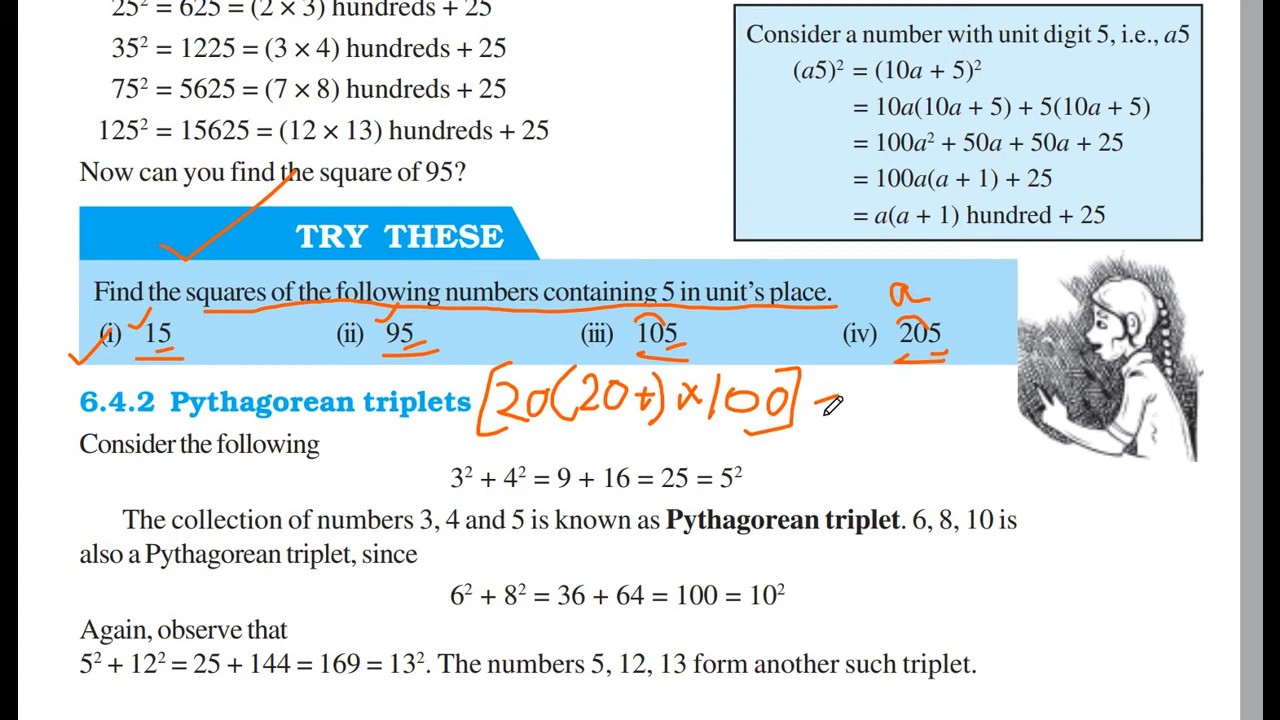 25² = 625 = (2 × 3) hundreds + 25
35² = 1225 = (3 × 4) hundreds + 25
75² = 5625 = (7 × 8) hundreds + 25
125² = 15625 = (12 × 13) hundreds + 25
Now can you find the square of 95?
Consider a number with unit digit 5, i.e., a5
(a5)² = (10a + 5)²
= 10a(10a + 5) + 5(10a + 5)
= 100a² + 50a + 50a + 25
= 100a(a + 1) + 25
= a(a + 1) hundred + 25
TRY THESE
Find the squares of the following numbers containing 5 in unit's place.
a
(i) 15 (ii) 95 (iii) 105 (iv) 205
6.4.2 Pythagorean triplets [20(20+) × 100]
Consider the following
3² + 4² = 9 + 16 = 25 = 5²
The collection of numbers 3, 4 and 5 is known as Pythagorean triplet. 6, 8, 10 is
also a Pythagorean triplet, since
6² + 8² = 36 + 64 = 100 = 10²
Again, observe that
5² + 12² = 25 + 144 = 169 = 13². The numbers 5, 12, 13 form another such triplet.